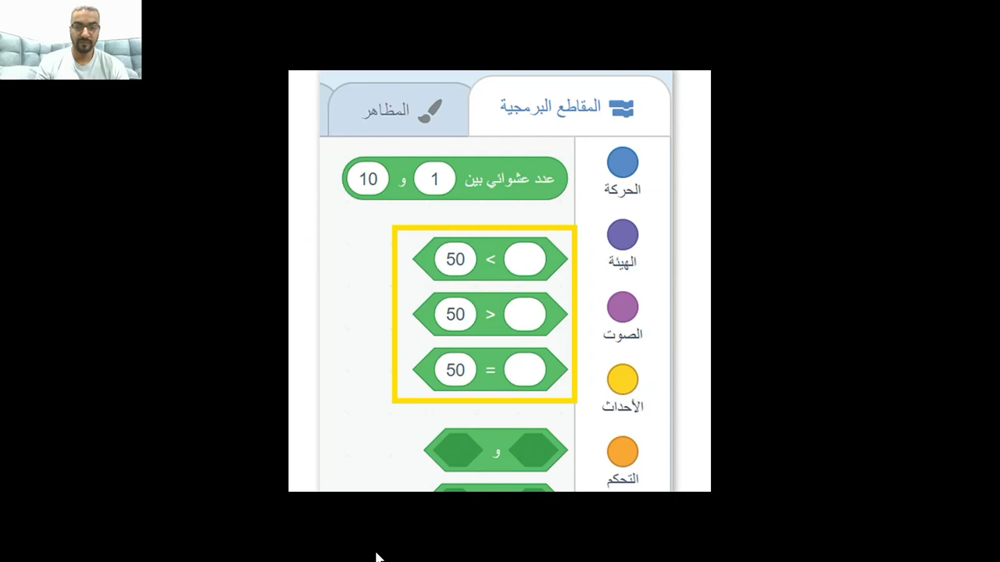 المقاطع البرمجية
المظاهر
الحركة
الهيئة
الصوت
الأحداث
التحكم
عدد عشوائي بين 1 و 10
< 50
> 50
= 50
و